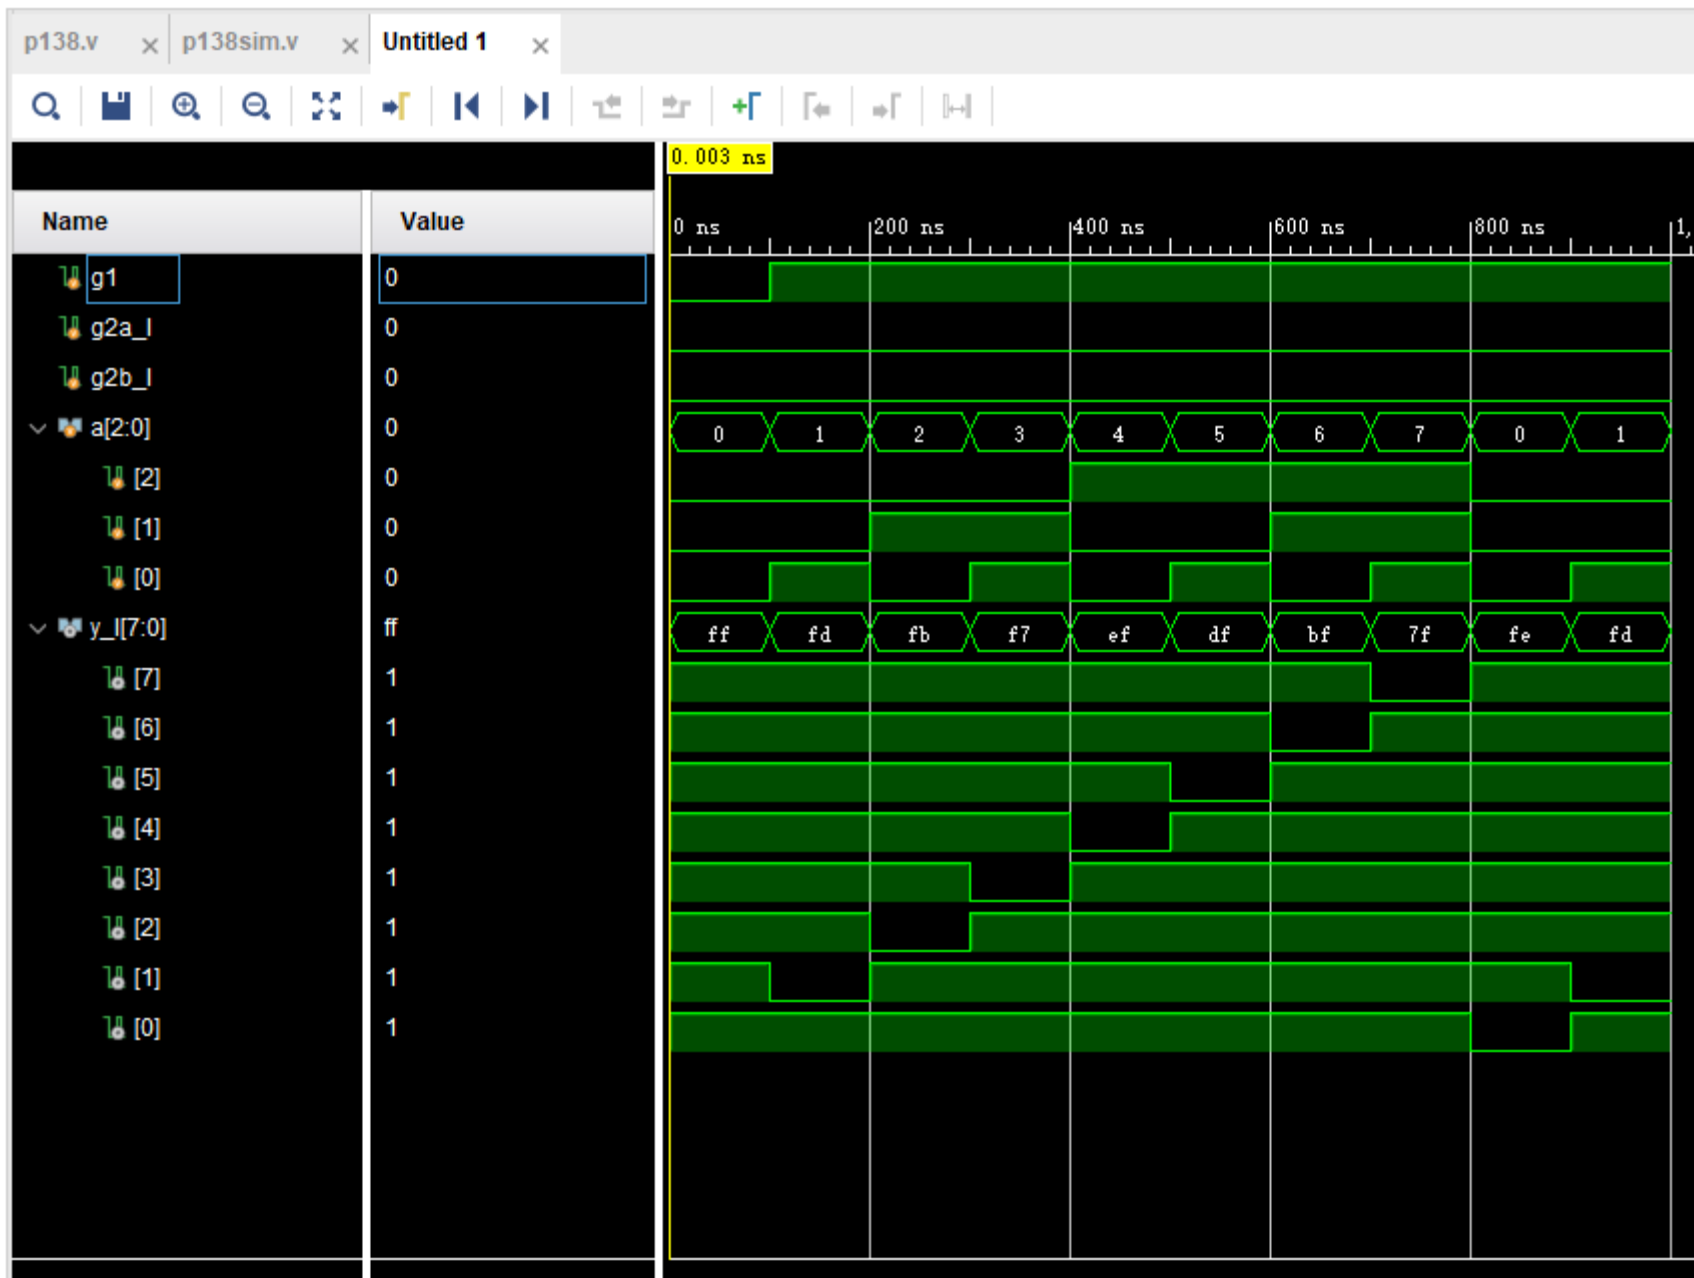 p138.v p138sim.v Untitled 1
0.003 ns
Name Value
0 ns 200 ns 400 ns 600 ns 800 ns 1,
g1 0
g2a_l 0
g2b_l 0
a[2:0] 0 0 1 2 3 4 5 6 7 0 1
[2] 0
[1] 0
[0] 0
y_l[7:0] ff ff fd fb f7 ef df bf 7f fe fd
[7] 1
[6] 1
[5] 1
[4] 1
[3] 1
[2] 1
[1] 1
[0] 1